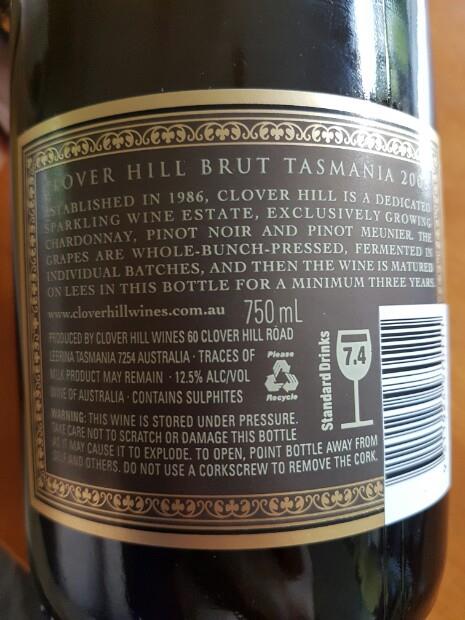 CLOVER HILL BRUT TASMANIA
ESTABLISHED IN 1986, CLOVER HILL IS A DEDICATED
SPARKLING WINE ESTATE, EXCLUSIVELY GROWING
CHARDONNAY, PINOT NOIR AND PINOT MEUNIER. THE
GRAPES ARE WHOLE-BUNCH-PRESSED, FERMENTED IN
INDIVIDUAL BATCHES, AND THEN THE WINE IS MATURED
ON LEES IN THIS BOTTLE FOR A MINIMUM THREE YEARS.
www.cloverhillwines.com.au 750 mL
PRODUCED BY CLOVER HILL WINES 60 CLOVER HILL ROAD
LEBRINA TASMANIA 7254 AUSTRALIA · TRACES OF
MILK PRODUCT MAY REMAIN · 12.5% ALC/VOL
WINE OF AUSTRALIA · CONTAINS SULPHITES
Please
Recycle
Standard Drinks
7.4
WARNING: THIS WINE IS STORED UNDER PRESSURE.
TAKE CARE NOT TO SCRATCH OR DAMAGE THIS BOTTLE
AS IT MAY CAUSE IT TO EXPLODE. TO OPEN, POINT BOTTLE AWAY FROM
SELF AND OTHERS. DO NOT USE A CORKSCREW TO REMOVE THE CORK.